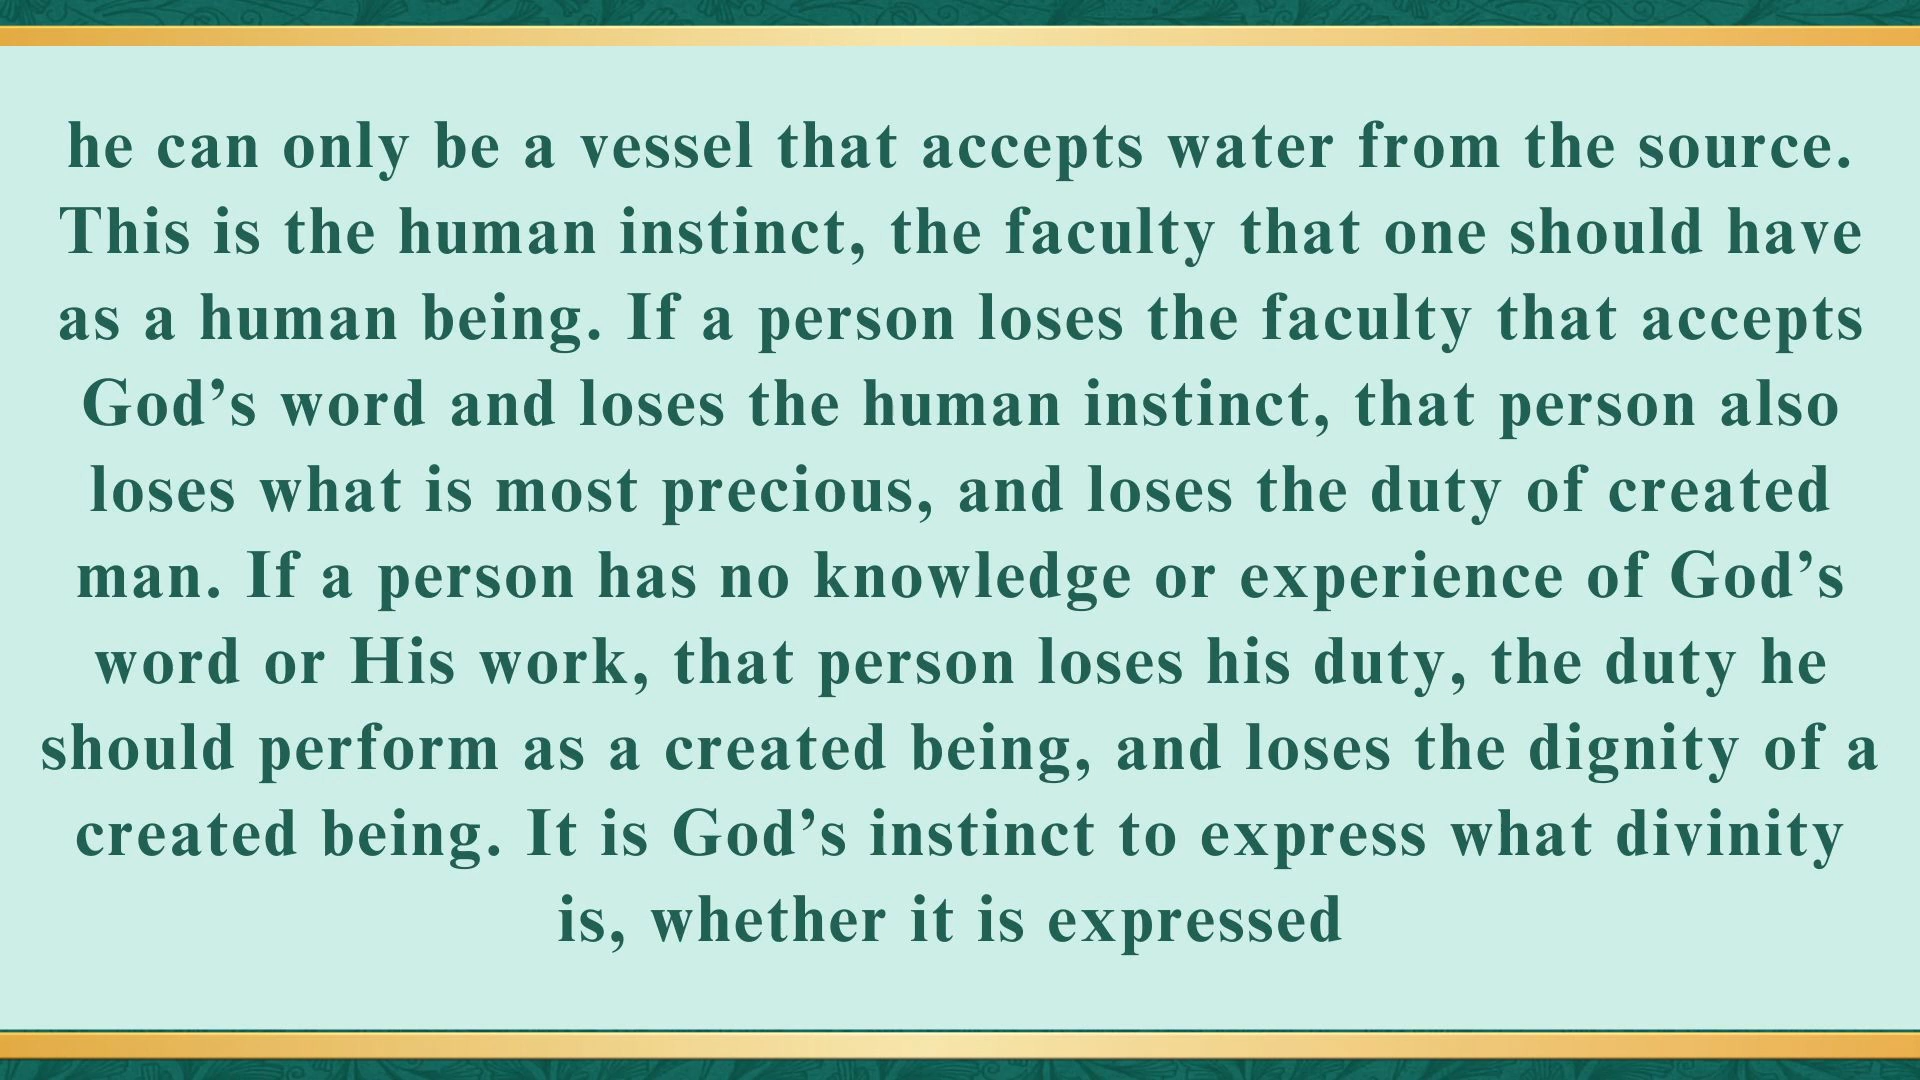 he can only be a vessel that accepts water from the source.
This is the human instinct, the faculty that one should have
as a human being. If a person loses the faculty that accepts
God’s word and loses the human instinct, that person also
loses what is most precious, and loses the duty of created
man. If a person has no knowledge or experience of God’s
word or His work, that person loses his duty, the duty he
should perform as a created being, and loses the dignity of a
created being. It is God’s instinct to express what divinity
is, whether it is expressed